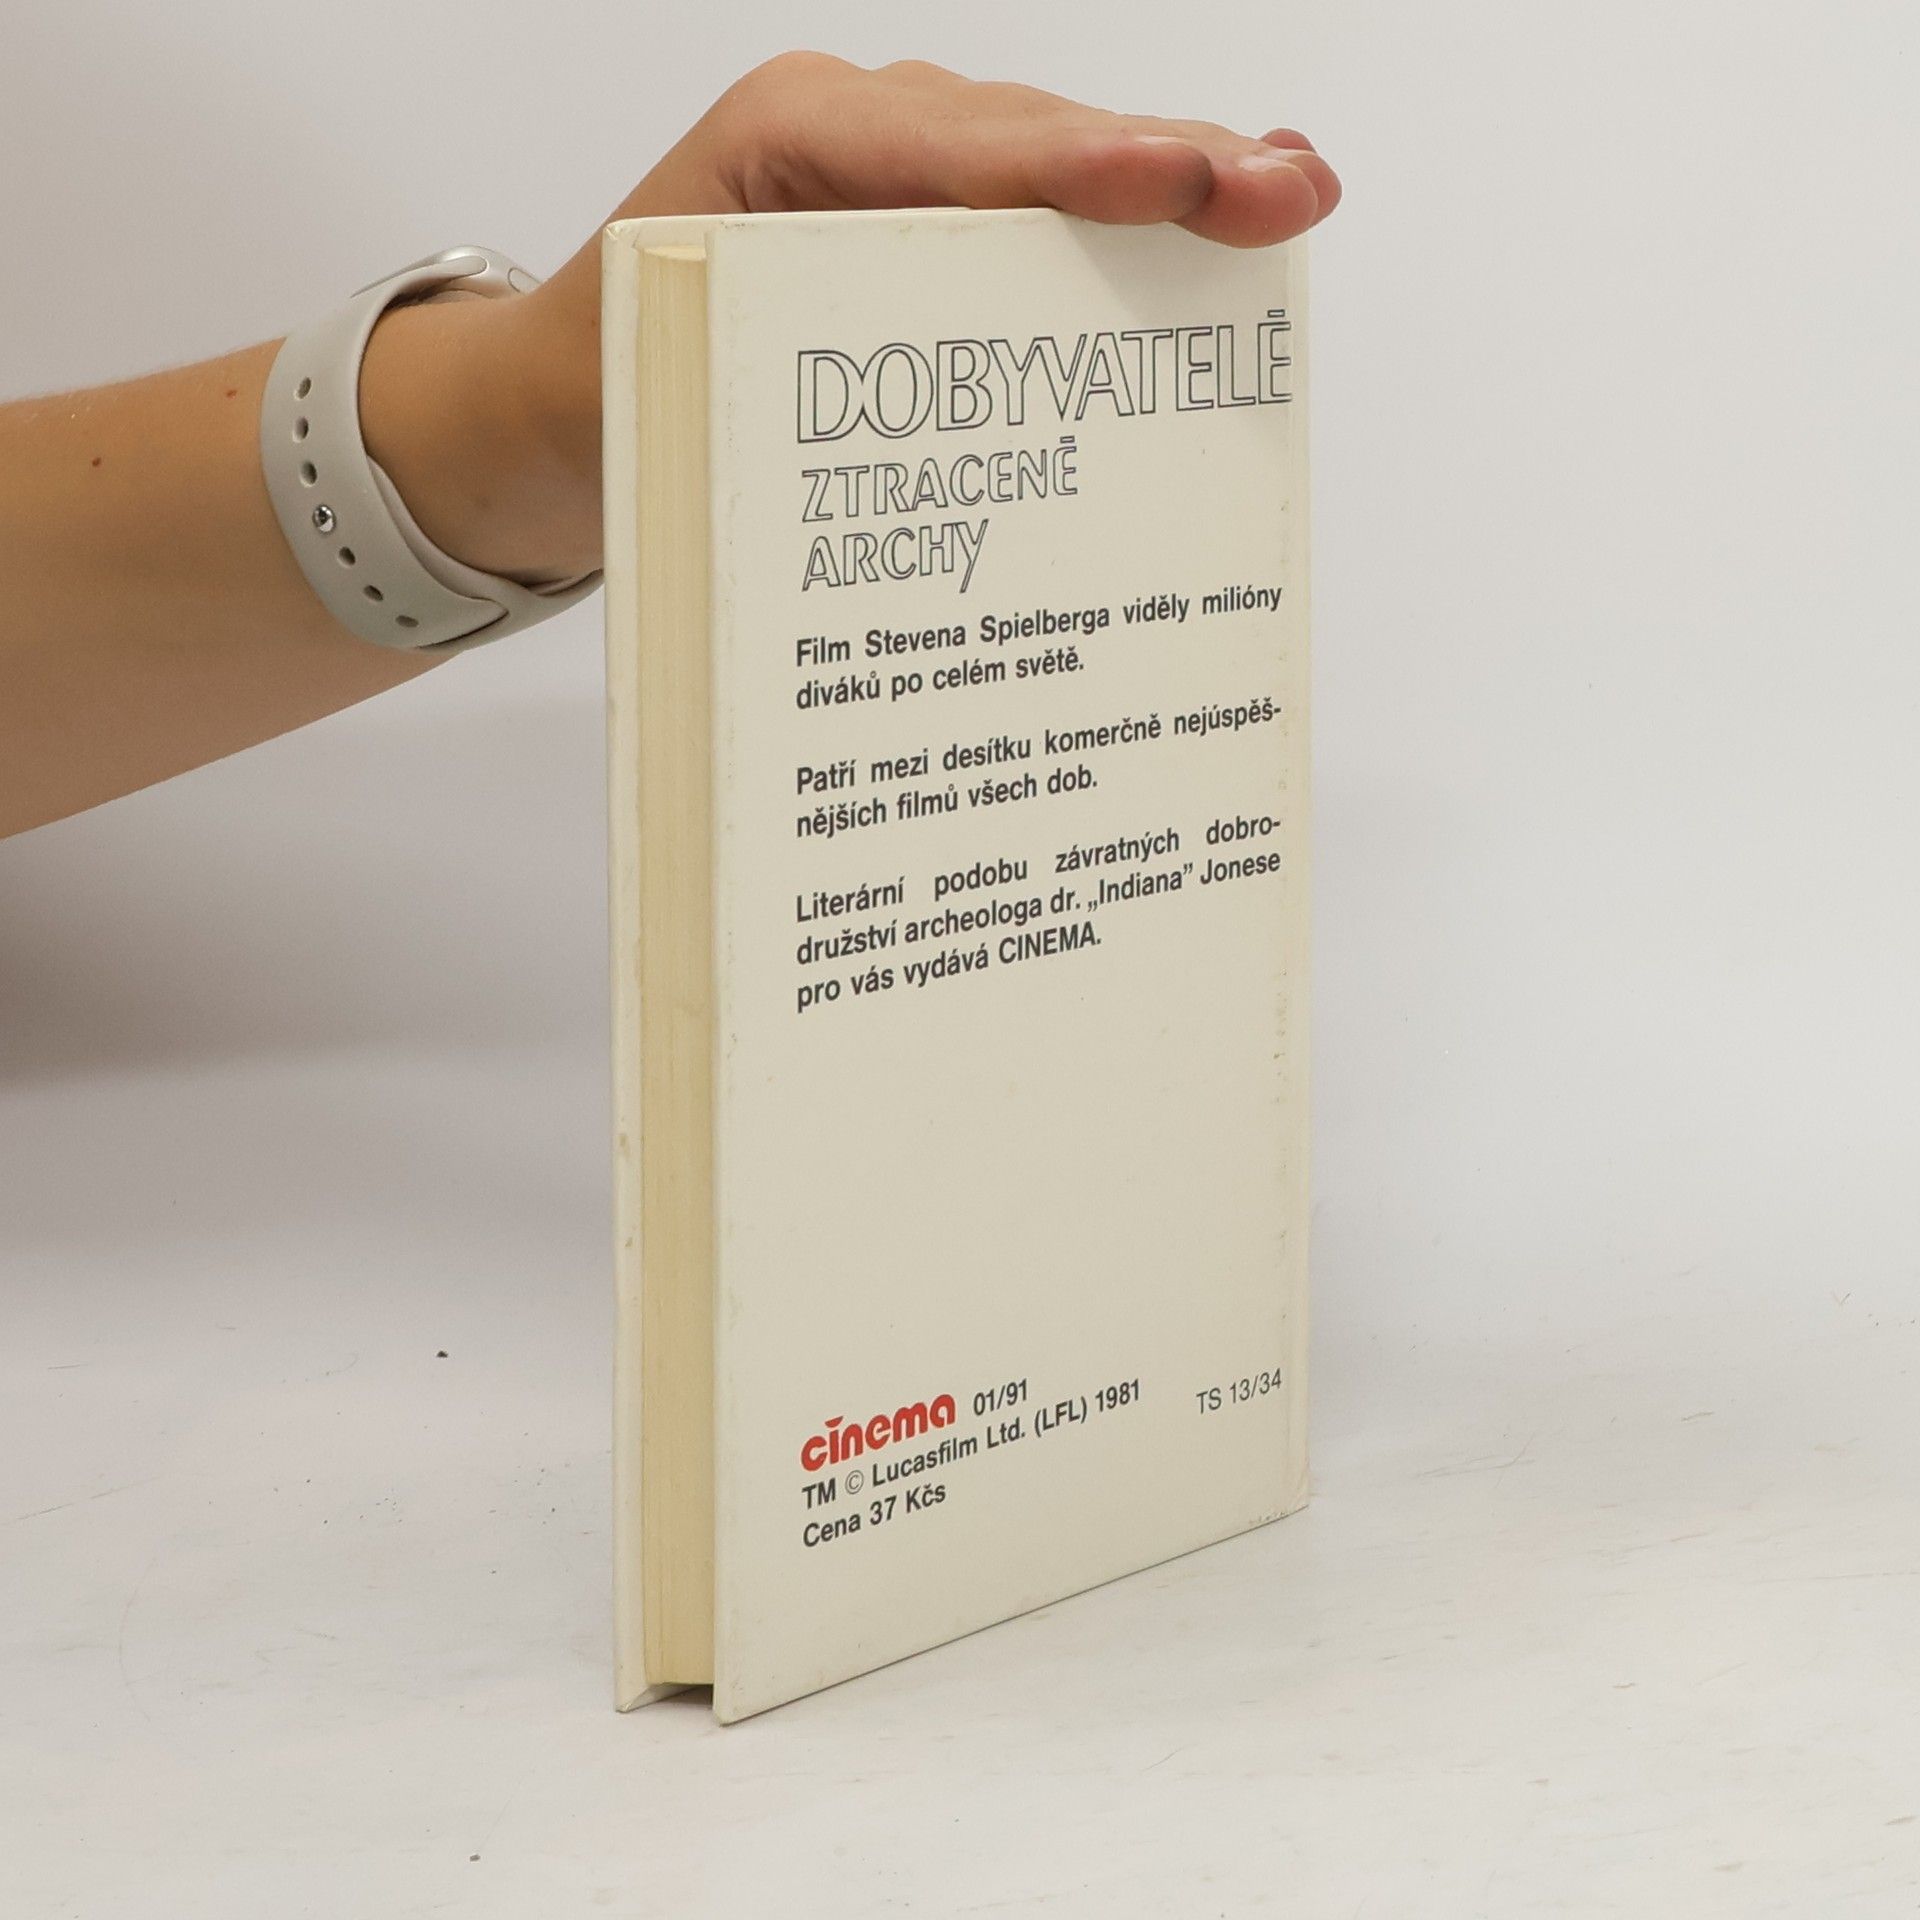 DOBYVATELÉ
ZTRACENÉ
ARCHY
Film Stevena Spielberga viděly milióny
diváků po celém světě.
Patří mezi desítku komerčně nejúspěš-
nějších filmů všech dob.
Literární podobu závratných dobro-
družství archeologa dr. „Indiana” Jonese
pro vás vydává CINEMA.
cinema 01/91
TM © Lucasfilm Ltd. (LFL) 1981 TS 13/34
Cena 37 Kčs